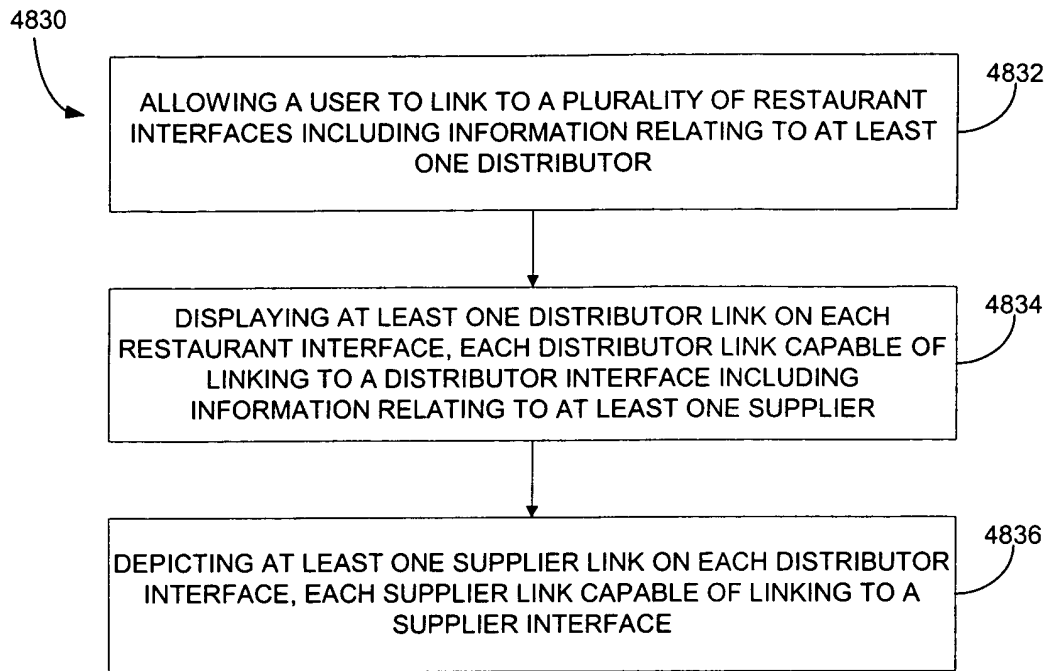 4830
4832
ALLOWING A USER TO LINK TO A PLURALITY OF RESTAURANT
INTERFACES INCLUDING INFORMATION RELATING TO AT LEAST
ONE DISTRIBUTOR
4834
DISPLAYING AT LEAST ONE DISTRIBUTOR LINK ON EACH
RESTAURANT INTERFACE, EACH DISTRIBUTOR LINK CAPABLE OF
LINKING TO A DISTRIBUTOR INTERFACE INCLUDING
INFORMATION RELATING TO AT LEAST ONE SUPPLIER
4836
DEPICTING AT LEAST ONE SUPPLIER LINK ON EACH DISTRIBUTOR
INTERFACE, EACH SUPPLIER LINK CAPABLE OF LINKING TO A
SUPPLIER INTERFACE